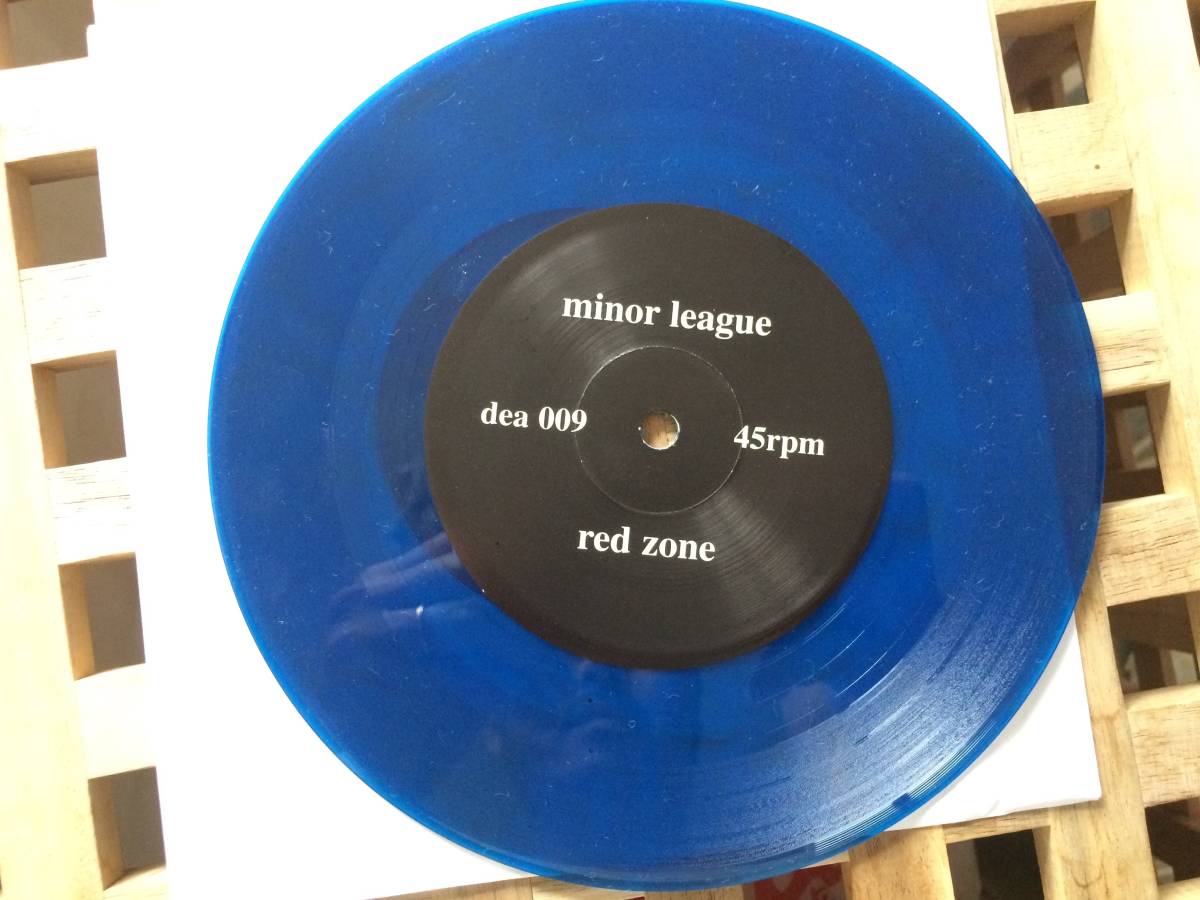 minor league
dea 009
45rpm
red zone